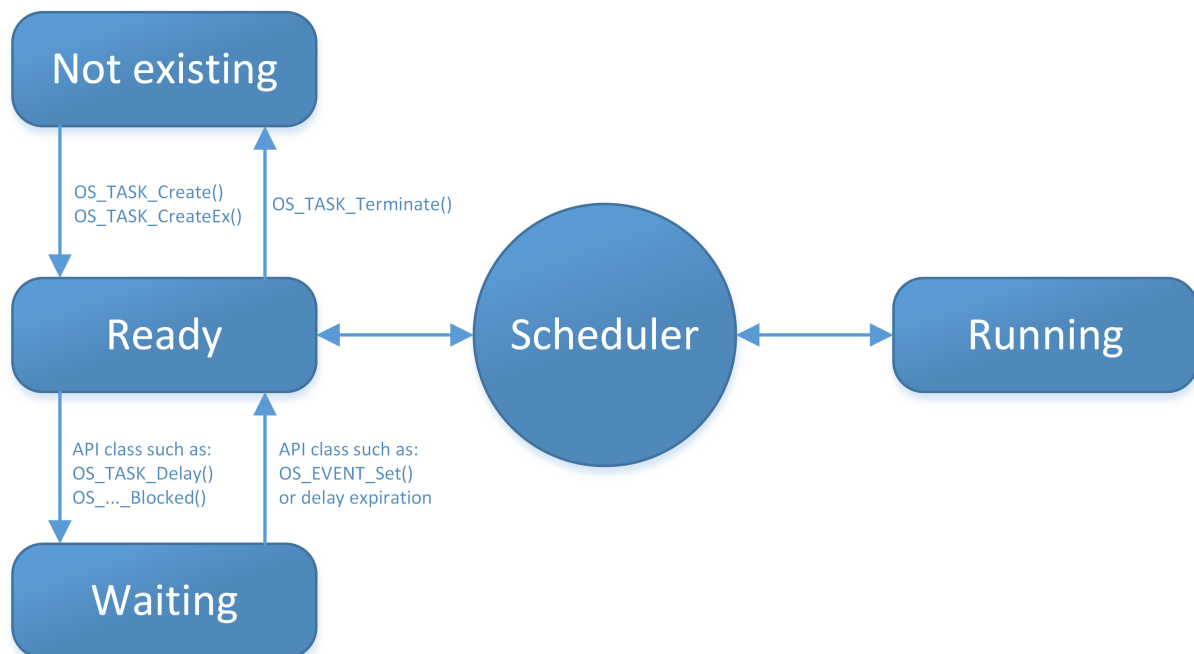 Not existing
OS_TASK_Create()
OS_TASK_CreateEx()
OS_TASK_Terminate()
Ready
Scheduler
Running
API class such as:
OS_TASK_Delay()
OS_..._Blocked()
API class such as:
OS_EVENT_Set()
or delay expiration
Waiting